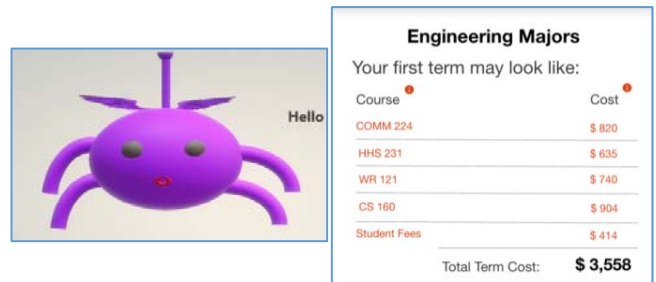 Hello
Engineering Majors
Your first term may look like:
Course Cost
COMM 224 $ 820
HHS 231 $ 635
WR 121 $ 740
CS 160 $ 904
Student Fees $ 414
Total Term Cost: $ 3,558